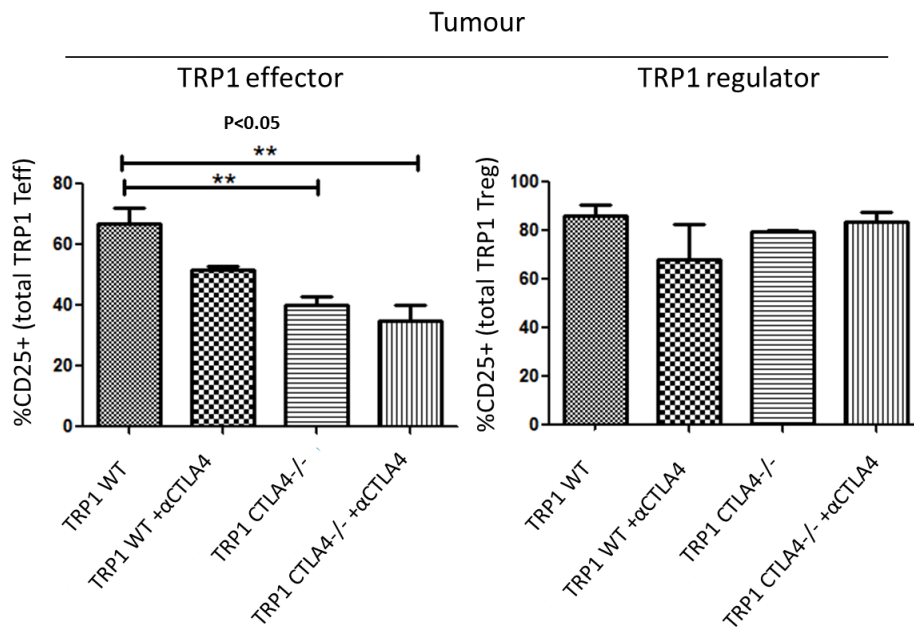 Tumour
TRP1 effector
TRP1 regulator
P<0.05
**
**
%CD25+ (total TRP1 Teff)
80
60
40
20
0
TRP1 WT
TRP1 WT +αCTLA4
TRP1 CTLA4-/-
TRP1 CTLA4-/- +αCTLA4
%CD25+ (total TRP1 Treg)
100
80
60
40
20
0
TRP1 WT
TRP1 WT +αCTLA4
TRP1 CTLA4-/-
TRP1 CTLA4-/- +αCTLA4